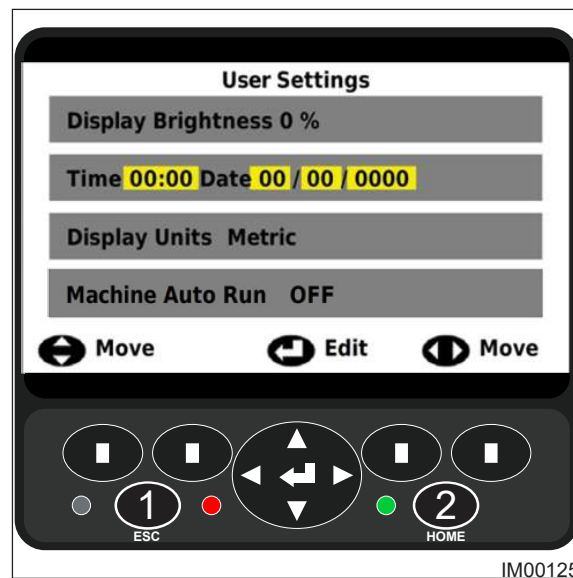 User Settings
Display Brightness 0 %
Time 00:00 Date 00 / 00 / 0000
Display Units Metric
Machine Auto Run OFF
Move Edit Move
1 2
ESC HOME
IM00125